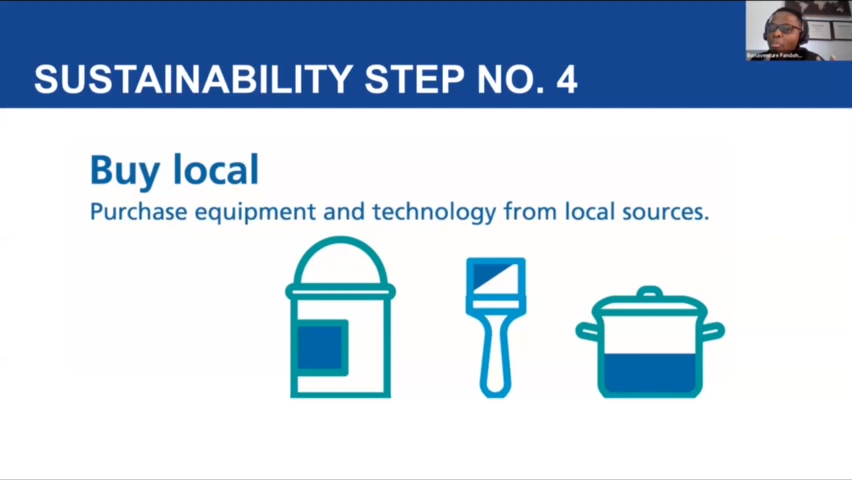 SUSTAINABILITY STEP NO. 4
Buy local
Purchase equipment and technology from local sources.